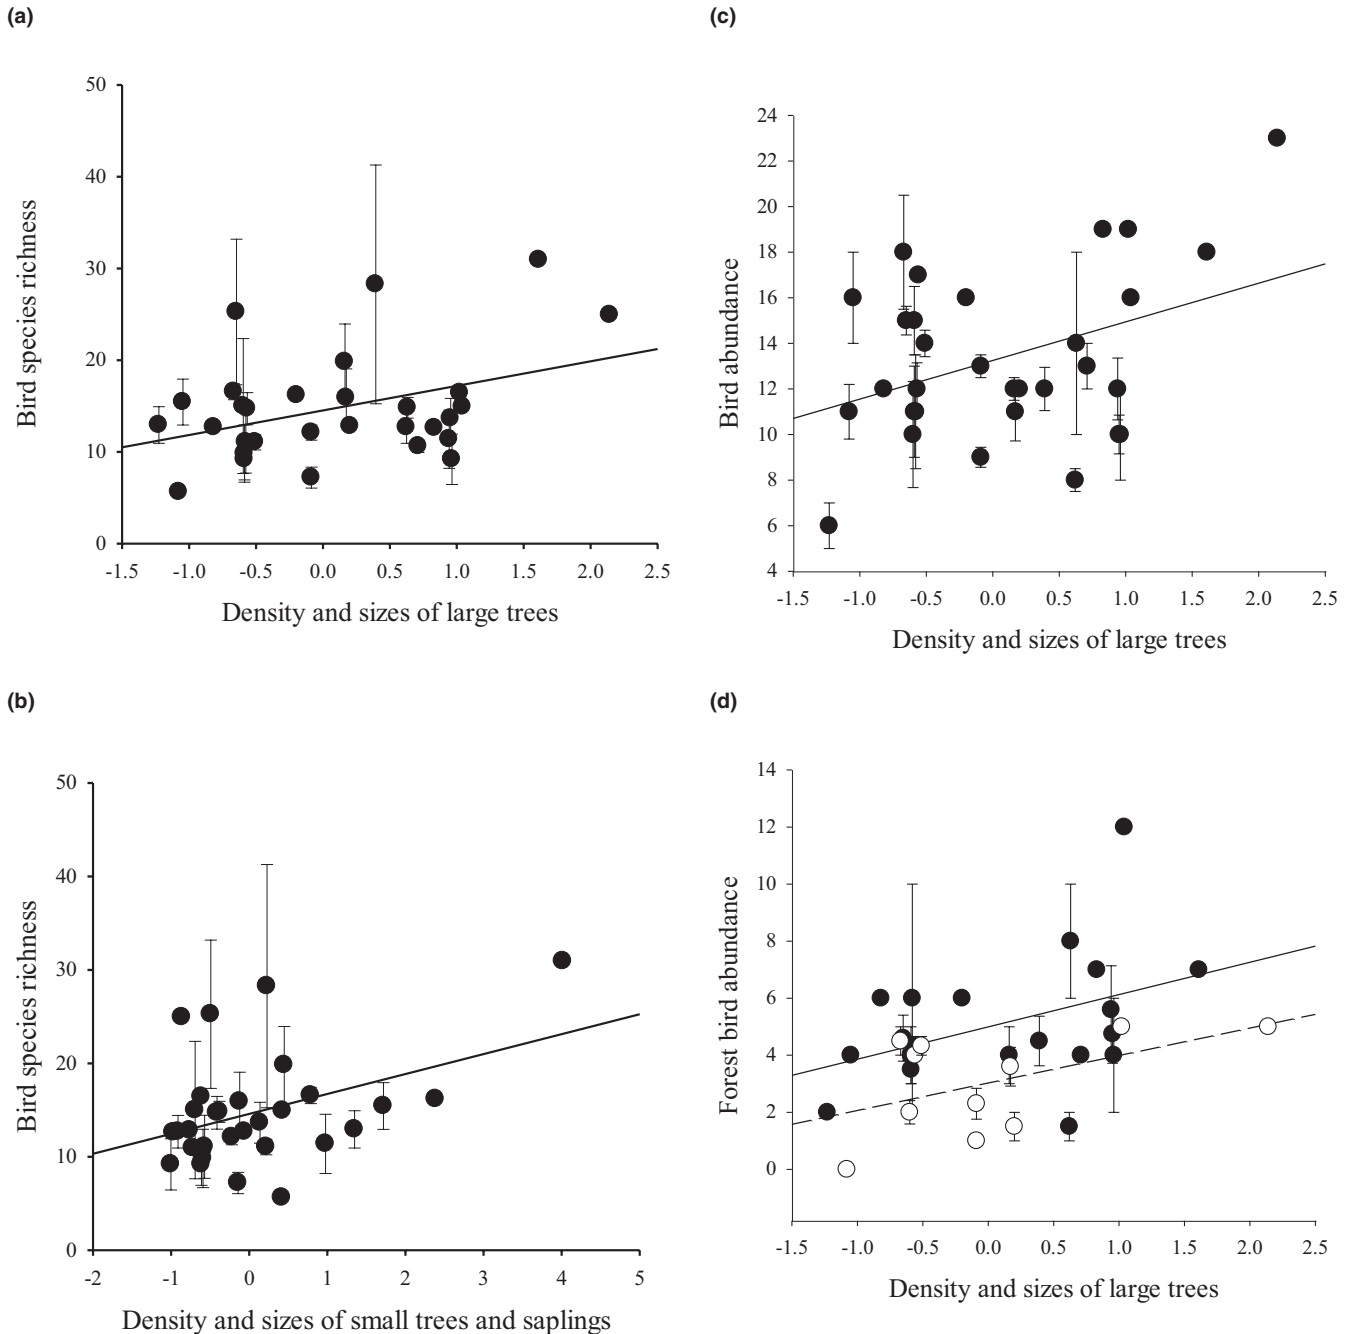 (a)
50
40
30
20
10
0
Bird species richness
-1.5 -1.0 -0.5 0.0 0.5 1.0 1.5 2.0 2.5
Density and sizes of large trees
(c)
24
22
20
18
16
14
12
10
8
6
4
Bird abundance
-1.5 -1.0 -0.5 0.0 0.5 1.0 1.5 2.0 2.5
Density and sizes of large trees
(b)
50
40
30
20
10
0
Bird species richness
-2 -1 0 1 2 3 4 5
Density and sizes of small trees and saplings
(d)
14
12
10
8
6
4
2
0
Forest bird abundance
-1.5 -1.0 -0.5 0.0 0.5 1.0 1.5 2.0 2.5
Density and sizes of large trees